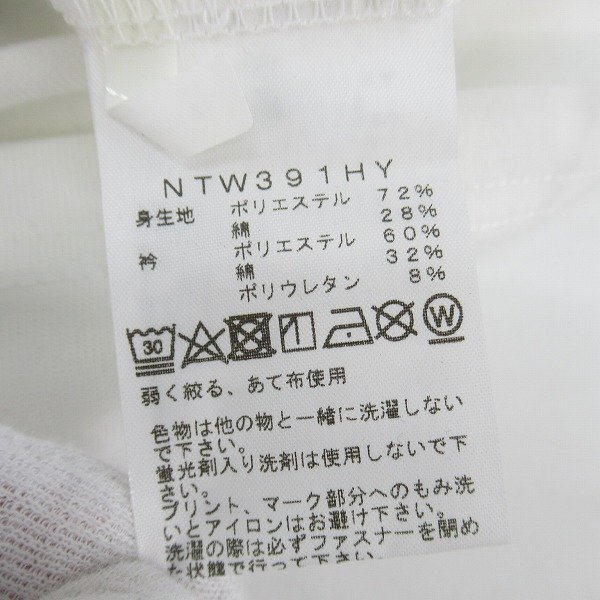 NTW391HY
身生地 ポリエステル 72%
綿 28%
衿 ポリエステル 60%
綿 32%
ポリウレタン 8%
30 W
弱く絞る、あて布使用
色物は他の物と一緒に洗濯しない
で下さい。
蛍光剤入り洗剤は使用しないで下
さい。
プリント、マーク部分へのもみ洗
いとアイロンはお避け下さい。
洗濯の際は必ずファスナーを閉め
た状態で行って下さい。